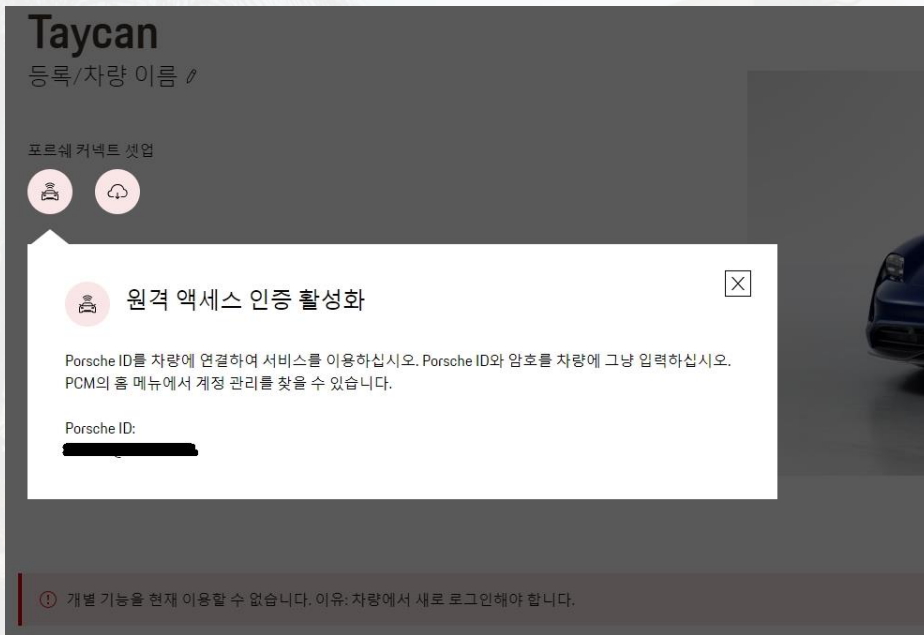 Taycan
등록/차량 이름
포르쉐 커넥트 셋업
원격 액세스 인증 활성화
Porsche ID를 차량에 연결하여 서비스를 이용하십시오. Porsche ID와 암호를 차량에 그냥 입력하십시오.
PCM의 홈 메뉴에서 계정 관리를 찾을 수 있습니다.
Porsche ID:
개별 기능을 현재 이용할 수 없습니다. 이유: 차량에서 새로 로그인해야 합니다.